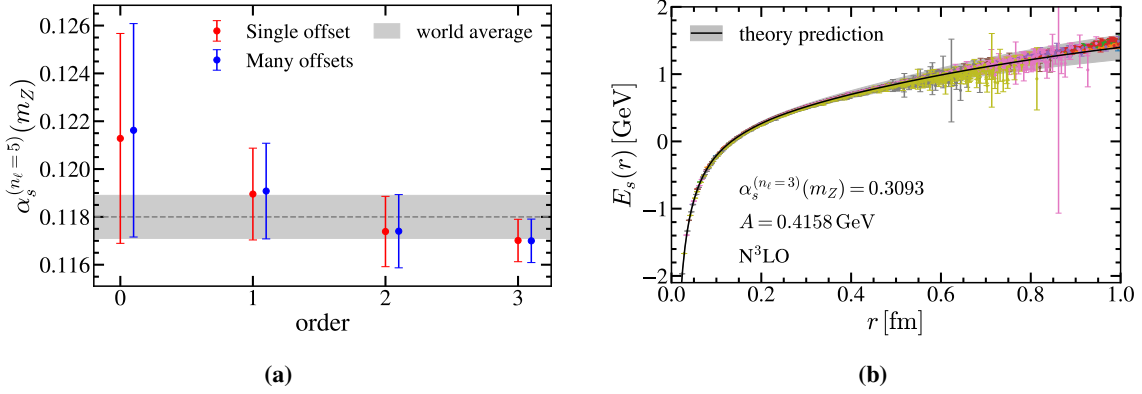 0.126
0.124
0.122
0.120
0.118
0.116
α_s^{(n_ℓ=5)}(m_Z)
Single offset
Many offsets
world average
0 1 2 3
order
(a)
2
1
0
−1
−2
E_s(r) [GeV]
theory prediction
α_s^{(n_ℓ=3)}(m_Z) = 0.3093
A = 0.4158 GeV
N³LO
0.0 0.2 0.4 0.6 0.8 1.0
r [fm]
(b)